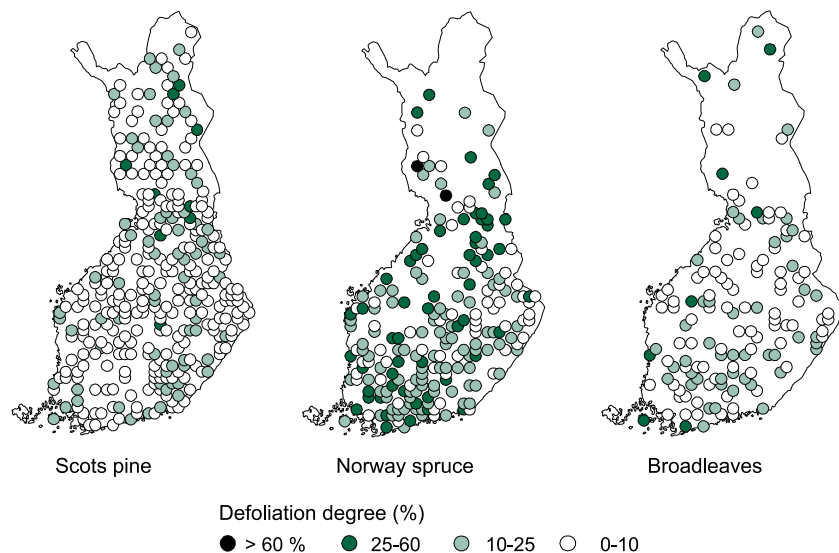 Scots pine Norway spruce Broadleaves
Defoliation degree (%)
> 60 % 25-60 10-25 0-10